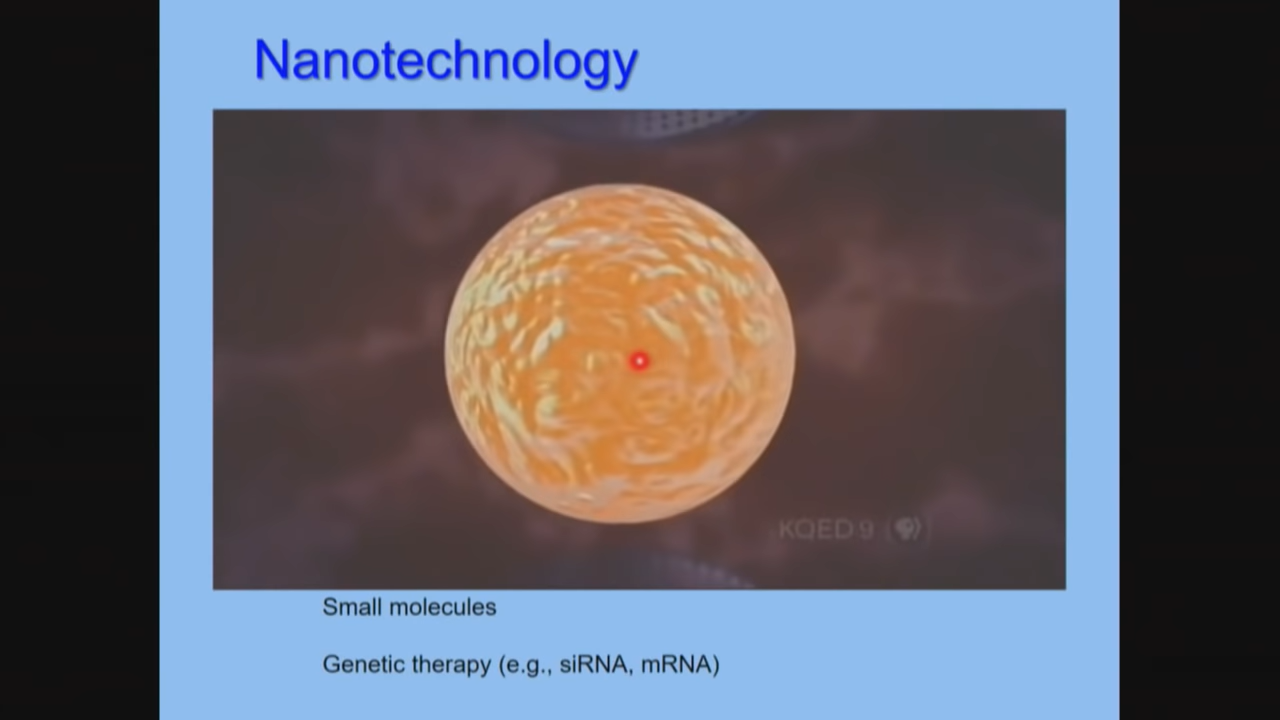 Nanotechnology
KQED 9
Small molecules
Genetic therapy (e.g., siRNA, mRNA)